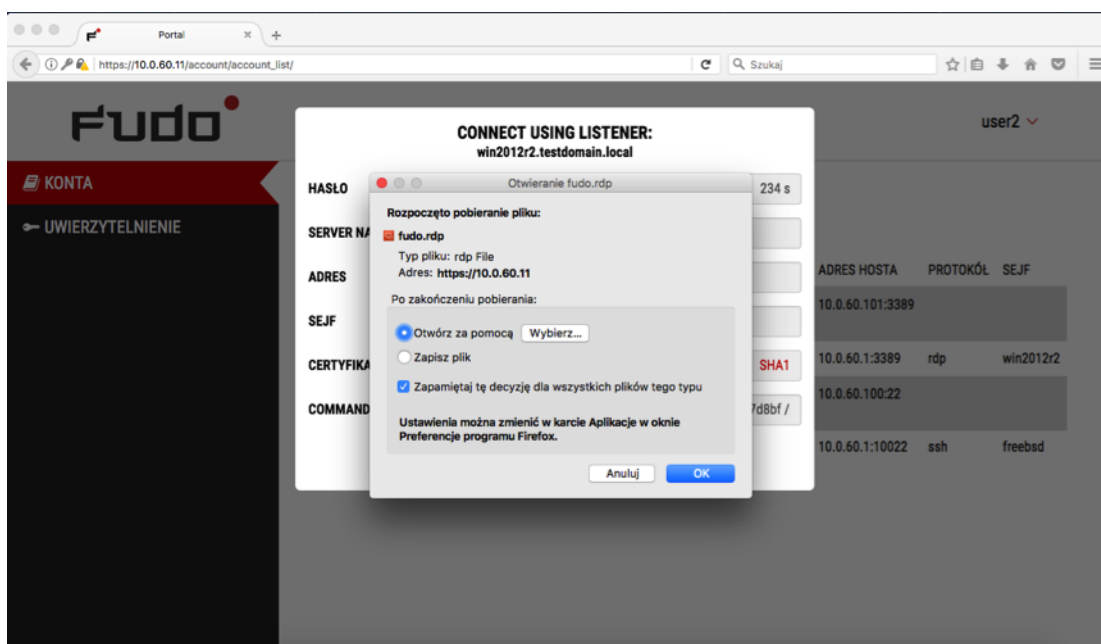 Portal
https://10.0.60.11/account/account_list/
Szukaj
FUDO
user2
KONTA
UWIERZYTELNIENIE
CONNECT USING LISTENER:
win2012r2.testdomain.local
HASŁO
234 s
SERVER NA
ADRES
SEJF
CERTYFIKA
SHA1
COMMAND
7d8bf /
Otwieranie fudo.rdp
Rozpoczęto pobieranie pliku:
fudo.rdp
Typ pliku: rdp File
Adres: https://10.0.60.11
Po zakończeniu pobierania:
Otwórz za pomocą Wybierz...
Zapisz plik
Zapamiętaj tę decyzję dla wszystkich plików tego typu
Ustawienia można zmienić w karcie Aplikacje w oknie
Preferencje programu Firefox.
Anuluj OK
ADRES HOSTA PROTOKÓŁ SEJF
10.0.60.101:3389
10.0.60.1:3389 rdp win2012r2
10.0.60.100:22
10.0.60.1:10022 ssh freebsd